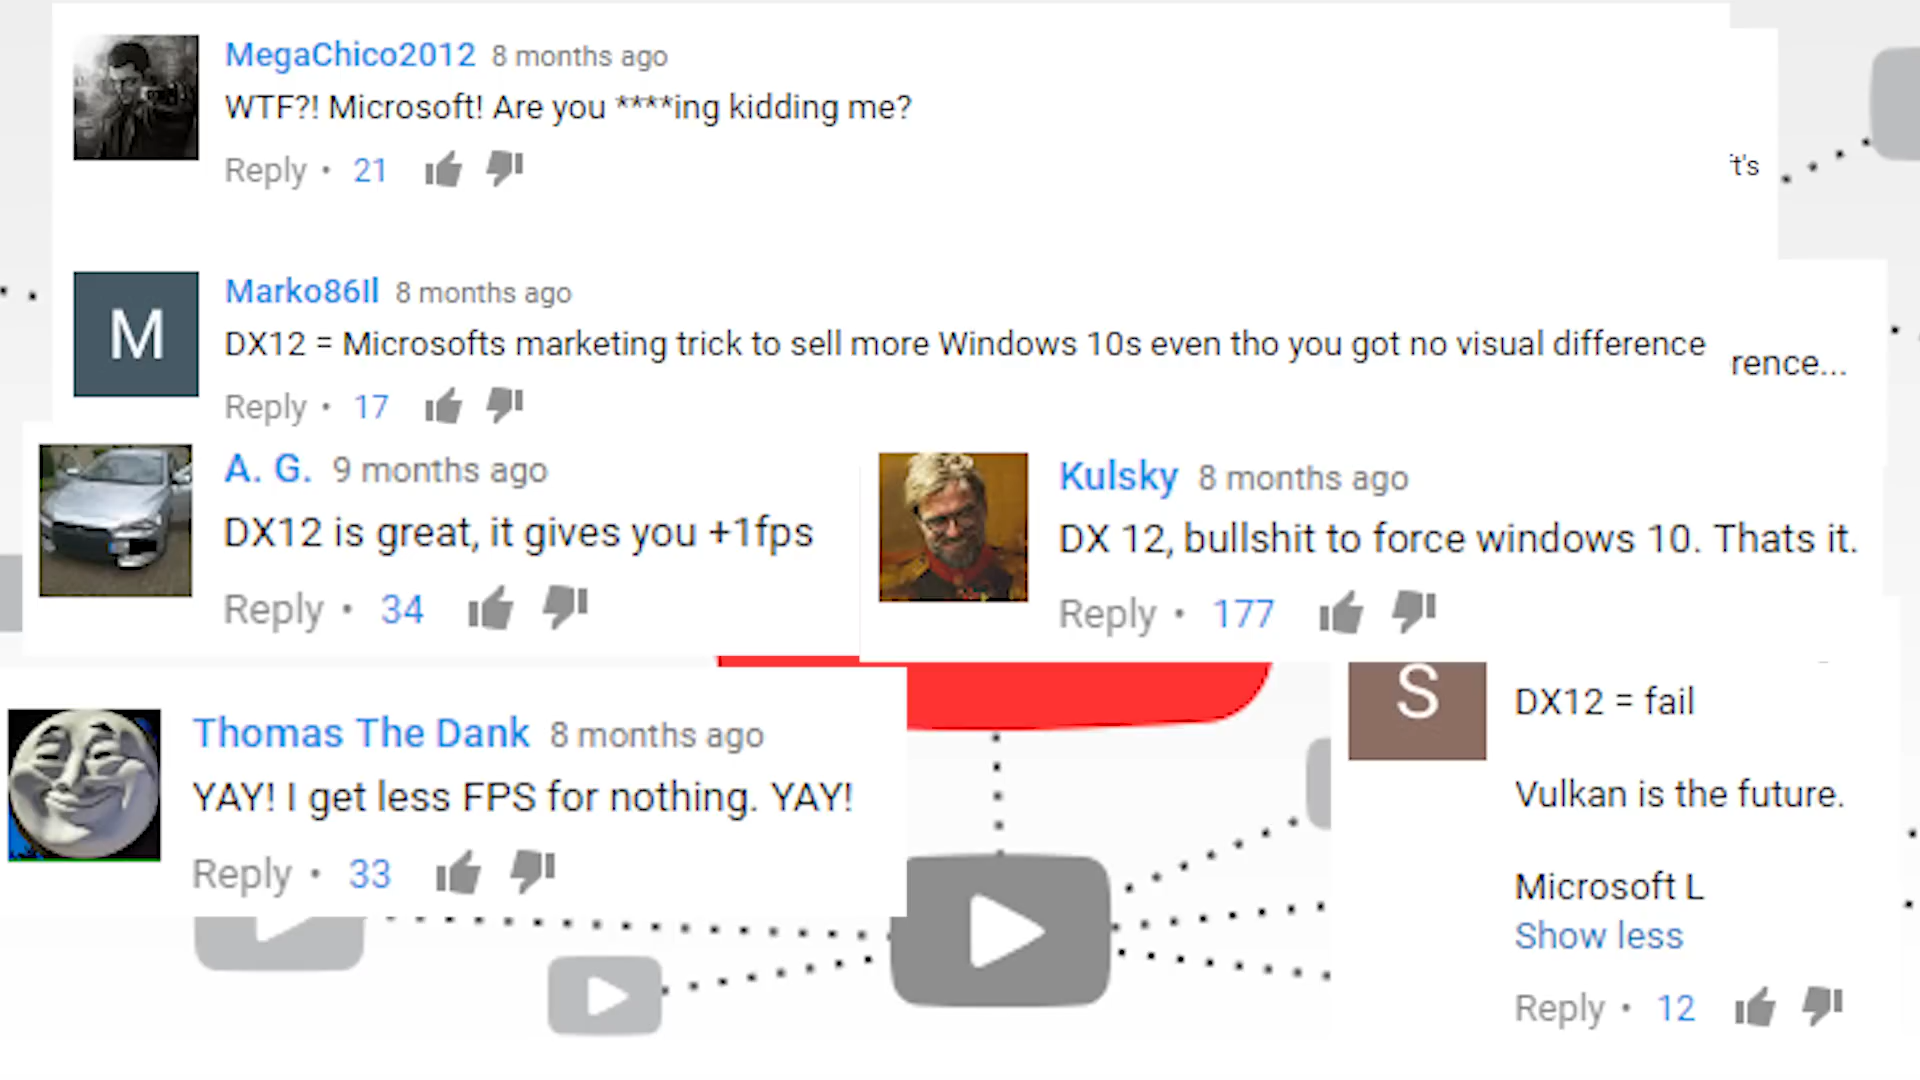 MegaChico2012 8 months ago
WTF?! Microsoft! Are you ****ing kidding me?
Reply • 21
t's
M
Marko86Il 8 months ago
DX12 = Microsofts marketing trick to sell more Windows 10s even tho you got no visual difference
rence...
Reply • 17
A. G. 9 months ago
DX12 is great, it gives you +1fps
Reply • 34
Kulsky 8 months ago
DX 12, bullshit to force windows 10. Thats it.
Reply • 177
Thomas The Dank 8 months ago
YAY! I get less FPS for nothing. YAY!
Reply • 33
S
DX12 = fail
Vulkan is the future.
Microsoft L
Show less
Reply • 12